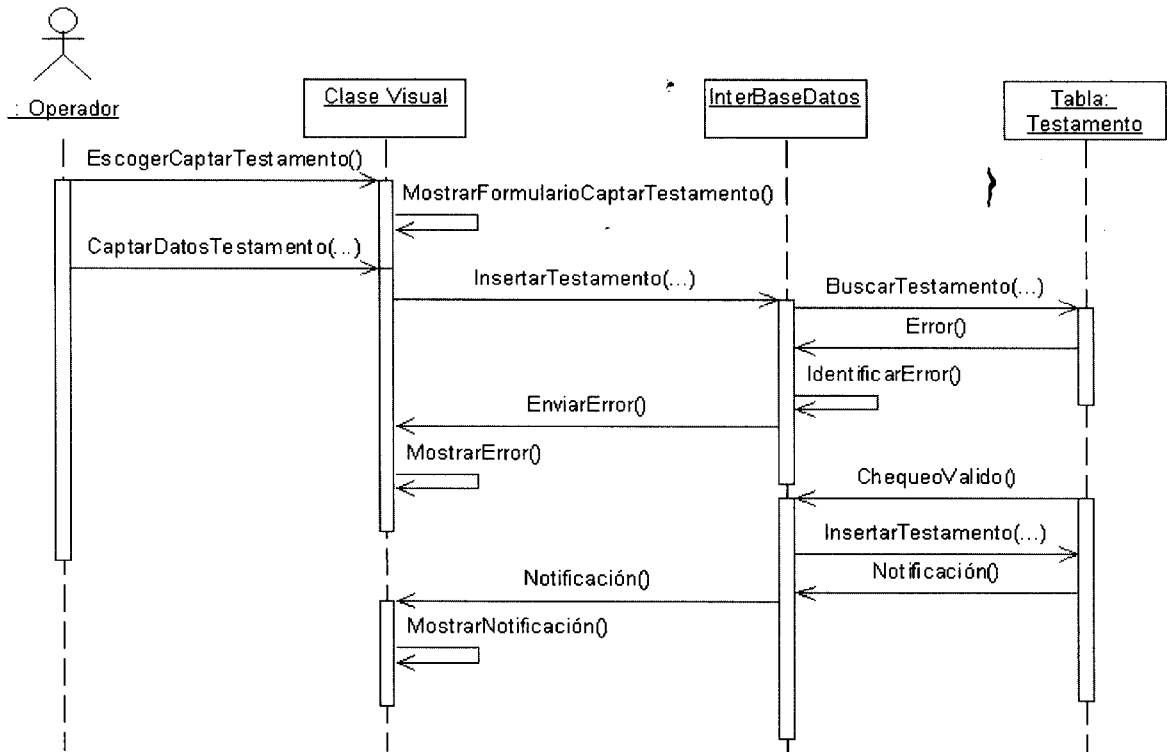 : Operador
Clase Visual
InterBaseDatos
Tabla:
Testamento
EscogerCaptarTestamento()
MostrarFormularioCaptarTestamento()
CaptarDatosTestamento(...)
InsertarTestamento(...)
BuscarTestamento(...)
Error()
IdentificarError()
EnviarError()
MostrarError()
ChequeoValido()
InsertarTestamento(...)
Notificación()
Notificación()
MostrarNotificación()